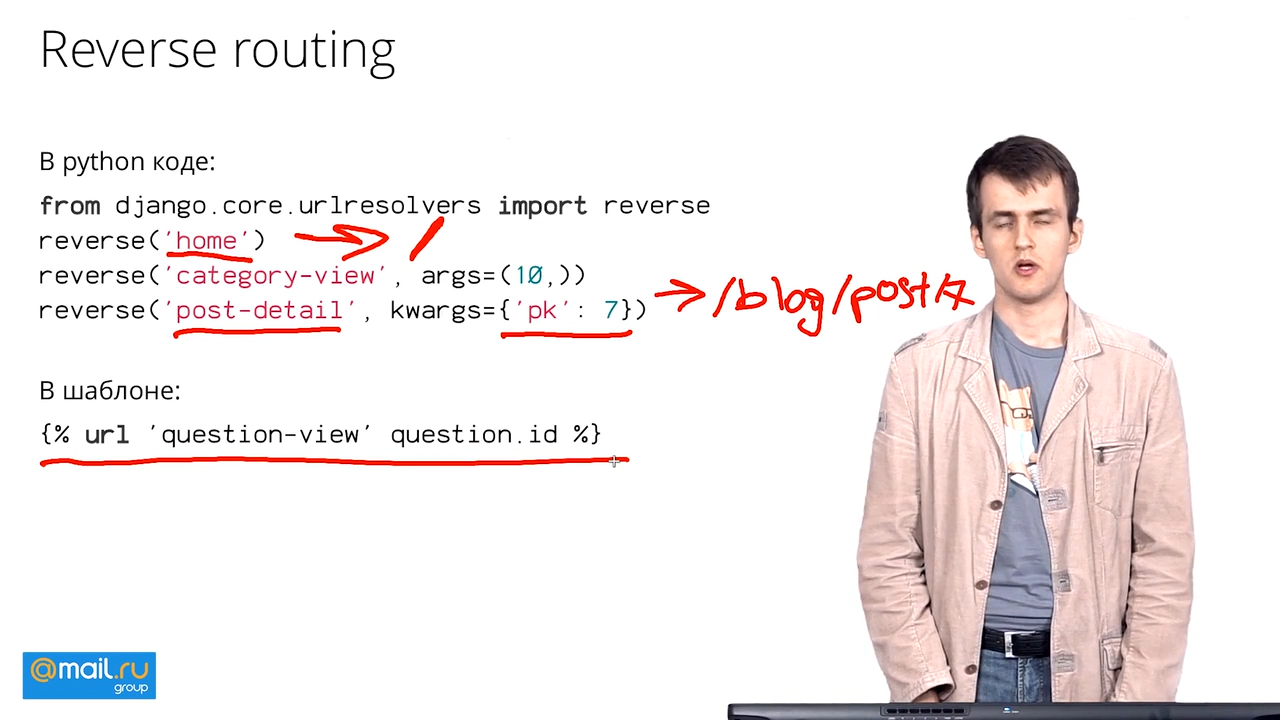 Reverse routing
В python коде:
from django.core.urlresolvers import reverse
reverse('home') → /
reverse('category-view', args=(10,))
reverse('post-detail', kwargs={'pk': 7}) → /blog/post/7
В шаблоне:
{% url 'question-view' question.id %}
@mail.ru
group